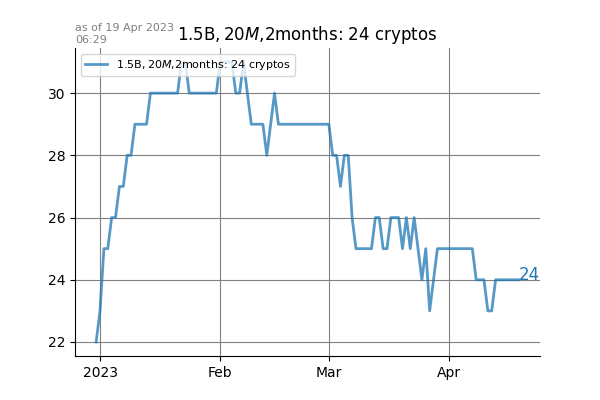 as of 19 Apr 2023
06:29
1.5B, 20M,2months: 24 cryptos
1.5B, 20M,2months: 24 cryptos
30
28
26
24
24
22
2023
Feb
Mar
Apr